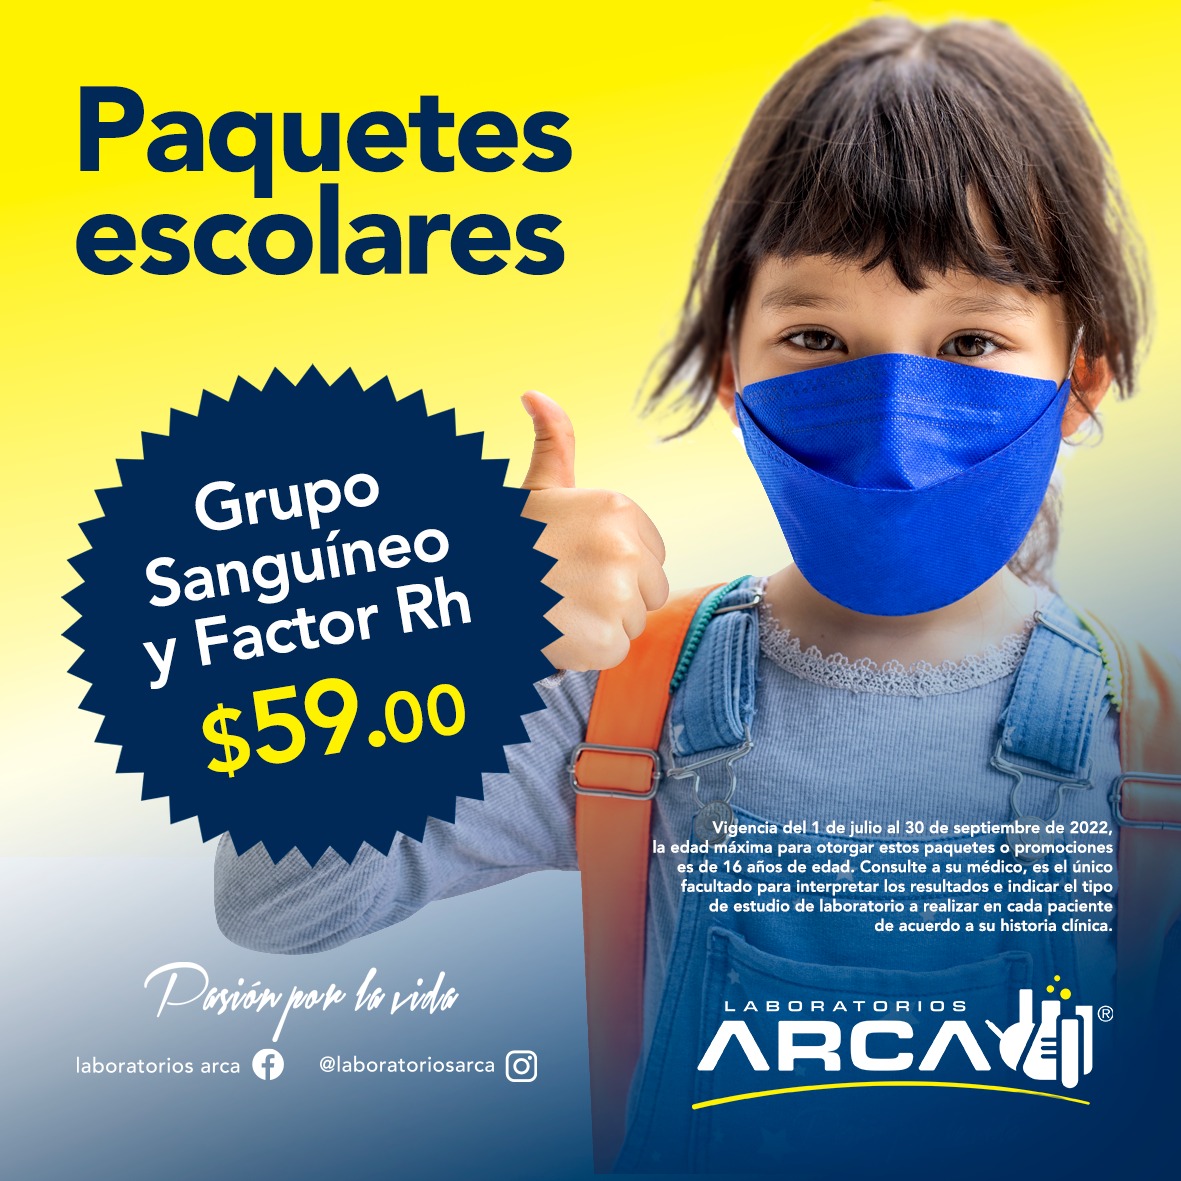 Paquetes
escolares
Grupo
Sanguíneo
y Factor Rh
$59.00
Vigencia del 1 de julio al 30 de septiembre de 2022,
la edad máxima para otorgar estos paquetes o promociones
es de 16 años de edad. Consulte a su médico, es el único
facultado para interpretar los resultados e indicar el tipo
de estudio de laboratorio a realizar en cada paciente
de acuerdo a su historia clínica.
Pasión por la vida
laboratorios arca
@laboratoriosarca
LABORATORIOS
ARCA ®